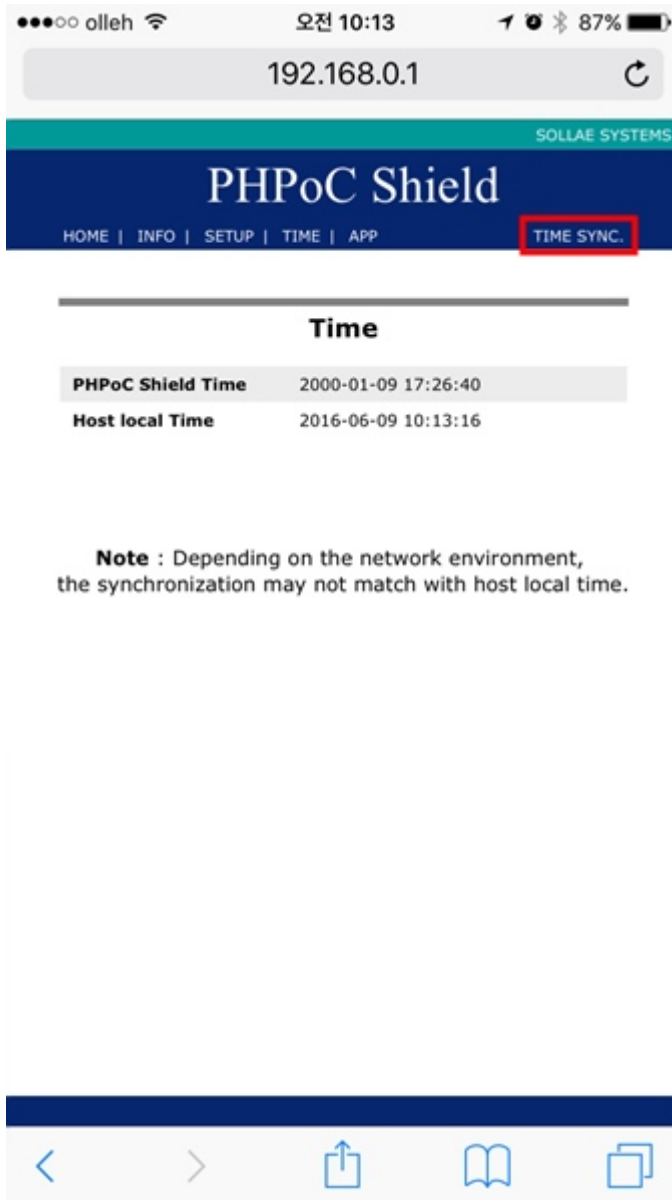 olleh 오전 10:13 87%
192.168.0.1
SOLLAE SYSTEMS
PHPoC Shield
HOME | INFO | SETUP | TIME | APP TIME SYNC.
Time
PHPoC Shield Time 2000-01-09 17:26:40
Host local Time 2016-06-09 10:13:16
Note : Depending on the network environment,
the synchronization may not match with host local time.